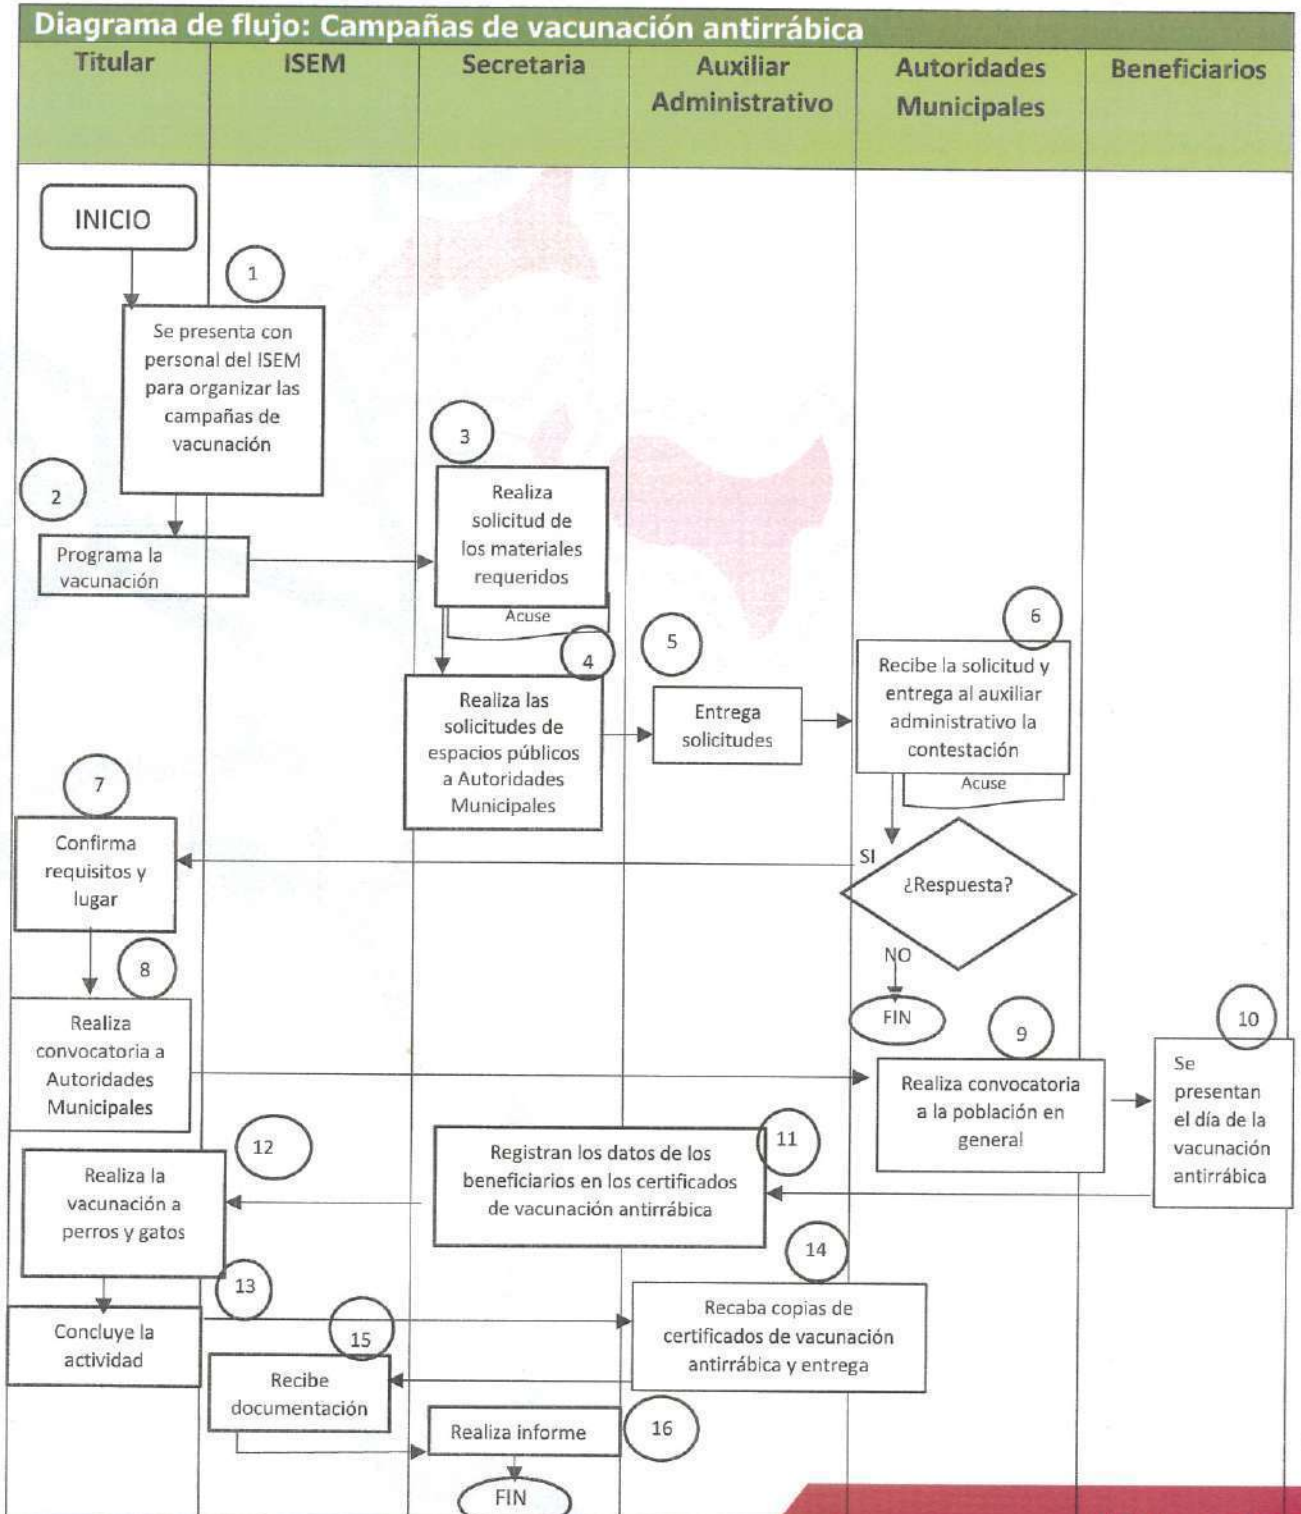 Diagrama de flujo: Campañas de vacunación antirrábica
Titular
ISEM
Secretaria
Auxiliar
Administrativo
Autoridades
Municipales
Beneficiarios
INICIO
1
Se presenta con
personal del ISEM
para organizar las
campañas de
vacunación
2
Programa la
vacunación
3
Realiza
solicitud de
los materiales
requeridos
Acuse
4
Realiza las
solicitudes de
espacios públicos
a Autoridades
Municipales
5
Entrega
solicitudes
6
Recibe la solicitud y
entrega al auxiliar
administrativo la
contestación
Acuse
¿Respuesta?
SI
NO
FIN
7
Confirma
requisitos y
lugar
8
Realiza
convocatoria a
Autoridades
Municipales
9
Realiza convocatoria
a la población en
general
10
Se
presentan
el día de la
vacunación
antirrábica
11
Registran los datos de los
beneficiarios en los certificados
de vacunación antirrábica
12
Realiza la
vacunación a
perros y gatos
13
Concluye la
actividad
14
Recaba copias de
certificados de vacunación
antirrábica y entrega
15
Recibe
documentación
16
Realiza informe
FIN